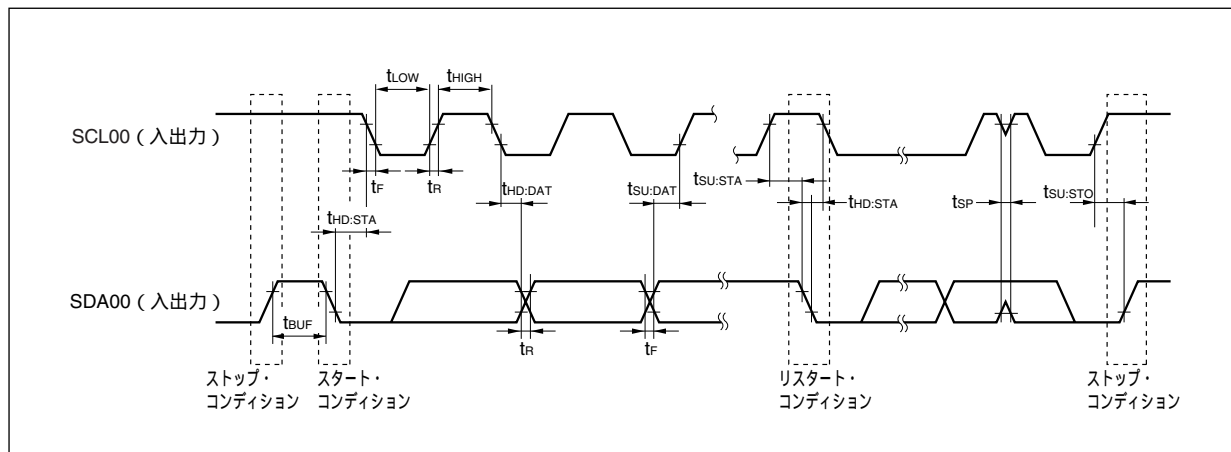 tLOW tHIGH
SCL00（入出力）
tF tR tHD:DAT tSU:DAT tSU:STA tHD:STA tSP tSU:STO
tHD:STA
SDA00（入出力）
tBUF tR tF
ストップ・
コンディション
スタート・
コンディション
リスタート・
コンディション
ストップ・
コンディション